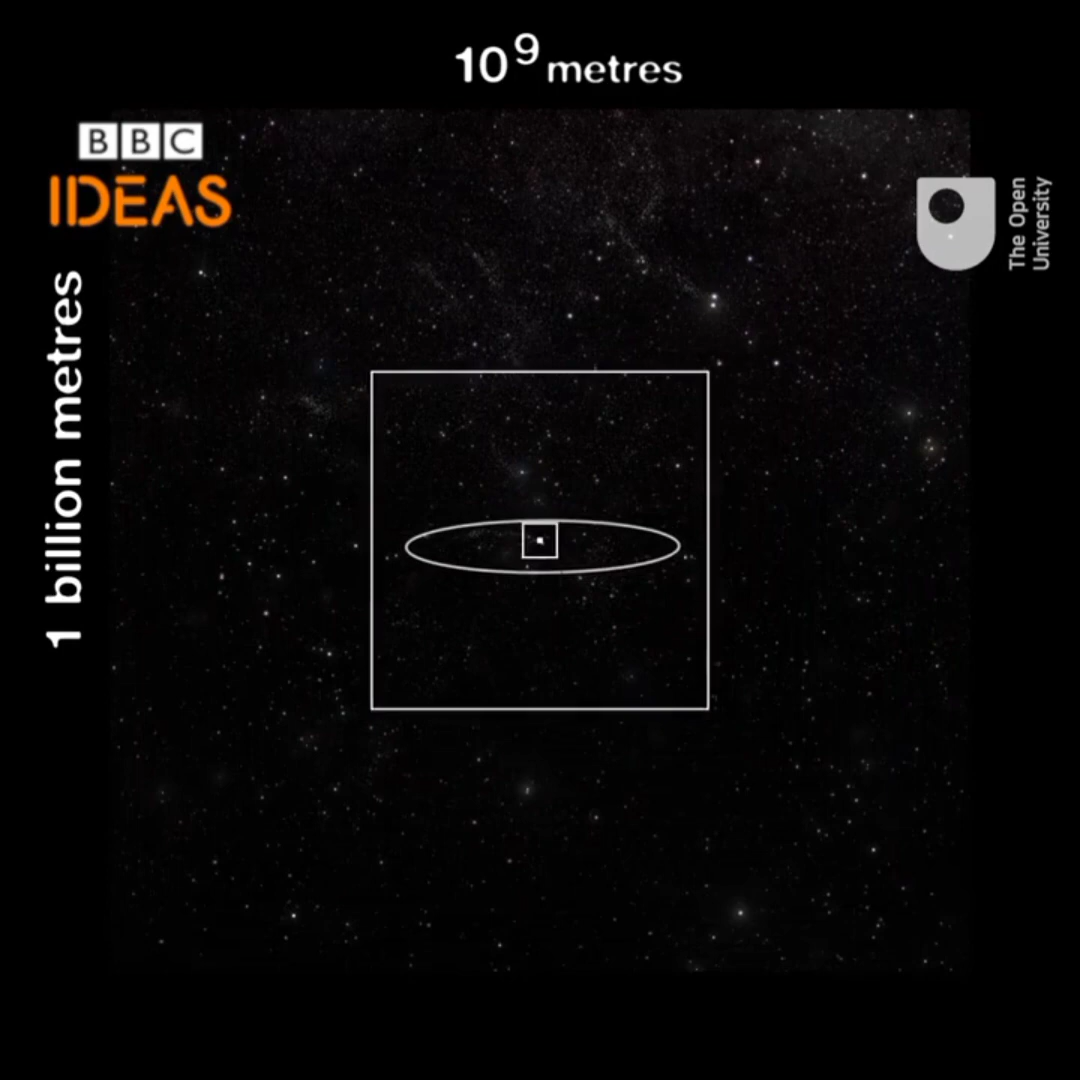 10⁹ metres
BBC
IDEAS
The Open
University
1 billion metres